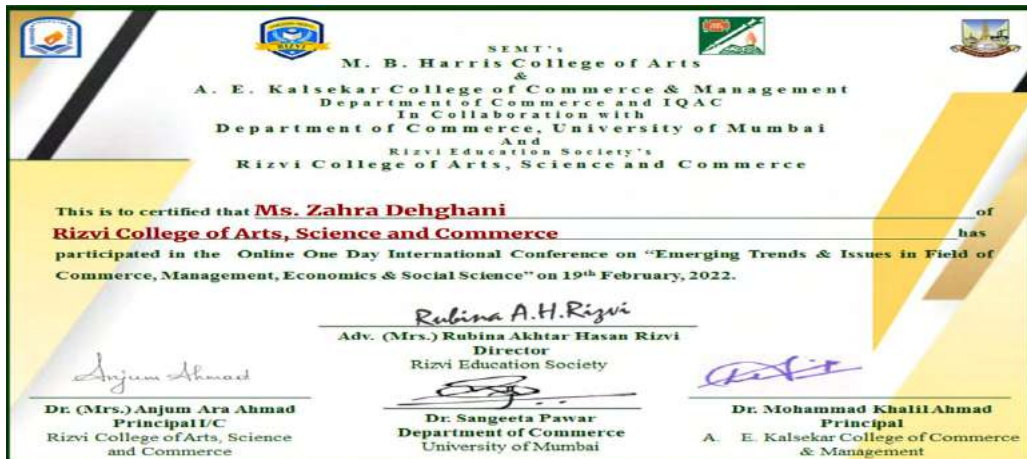 RIZVI
SEMT's
M. B. Harris College of Arts
&
A. E. Kalsekar College of Commerce & Management
Department of Commerce and IQAC
In Collaboration with
Department of Commerce, University of Mumbai
And
Rizvi Education Society's
Rizvi College of Arts, Science and Commerce
This is to certified that Ms. Zahra Dehghani of
Rizvi College of Arts, Science and Commerce has
participated in the Online One Day International Conference on “Emerging Trends & Issues in Field of
Commerce, Management, Economics & Social Science” on 19th February, 2022.
Rubina A.H.Rizvi
Adv. (Mrs.) Rubina Akhtar Hasan Rizvi
Director
Rizvi Education Society
Anjum Ahmad
Dr. (Mrs.) Anjum Ara Ahmad
Principal I/C
Rizvi College of Arts, Science
and Commerce
Dr. Sangeeta Pawar
Department of Commerce
University of Mumbai
Dr. Mohammad Khalil Ahmad
Principal
A. E. Kalsekar College of Commerce
& Management